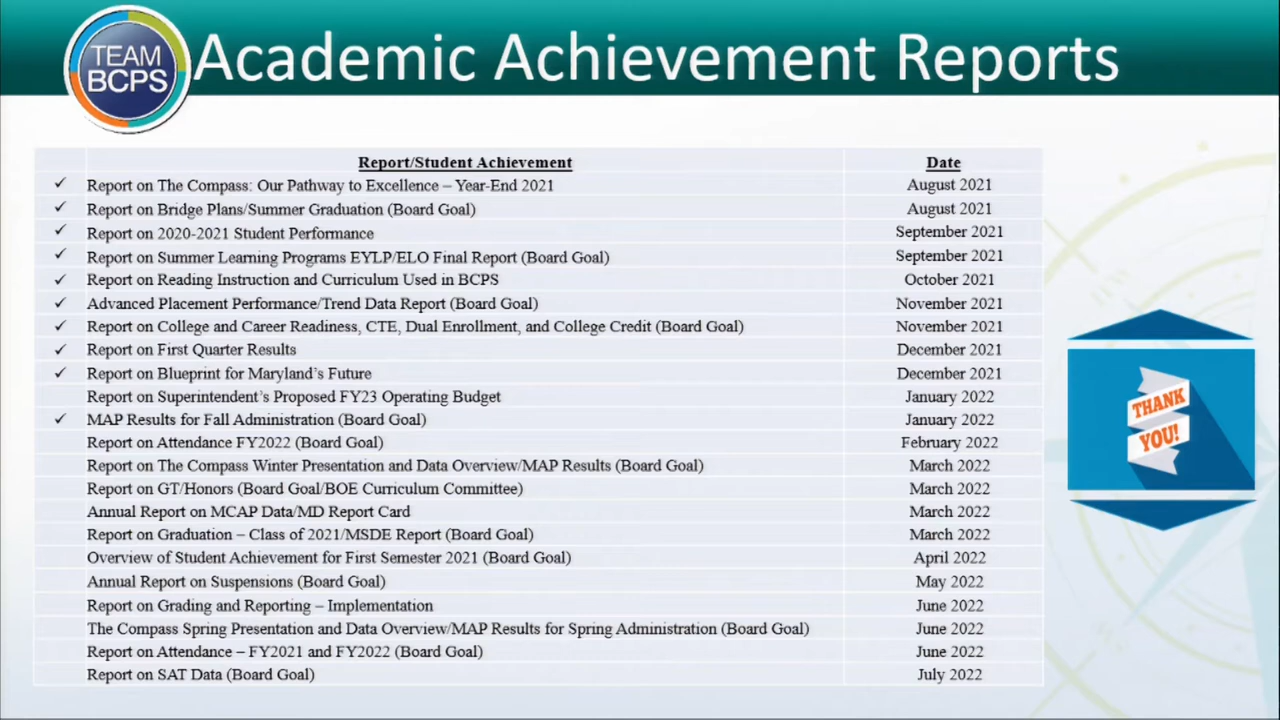 TEAM
BCPS
Academic Achievement Reports
Report/Student Achievement Date
✓ Report on The Compass: Our Pathway to Excellence – Year-End 2021 August 2021
✓ Report on Bridge Plans/Summer Graduation (Board Goal) August 2021
✓ Report on 2020-2021 Student Performance September 2021
✓ Report on Summer Learning Programs EYLP/ELO Final Report (Board Goal) September 2021
✓ Report on Reading Instruction and Curriculum Used in BCPS October 2021
✓ Advanced Placement Performance/Trend Data Report (Board Goal) November 2021
✓ Report on College and Career Readiness, CTE, Dual Enrollment, and College Credit (Board Goal) November 2021
✓ Report on First Quarter Results December 2021
✓ Report on Blueprint for Maryland's Future December 2021
Report on Superintendent's Proposed FY23 Operating Budget January 2022
✓ MAP Results for Fall Administration (Board Goal) January 2022
Report on Attendance FY2022 (Board Goal) February 2022
Report on The Compass Winter Presentation and Data Overview/MAP Results (Board Goal) March 2022
Report on GT/Honors (Board Goal/BOE Curriculum Committee) March 2022
Annual Report on MCAP Data/MD Report Card March 2022
Report on Graduation – Class of 2021/MSDE Report (Board Goal) March 2022
Overview of Student Achievement for First Semester 2021 (Board Goal) April 2022
Annual Report on Suspensions (Board Goal) May 2022
Report on Grading and Reporting – Implementation June 2022
The Compass Spring Presentation and Data Overview/MAP Results for Spring Administration (Board Goal) June 2022
Report on Attendance – FY2021 and FY2022 (Board Goal) June 2022
Report on SAT Data (Board Goal) July 2022
THANK
YOU!